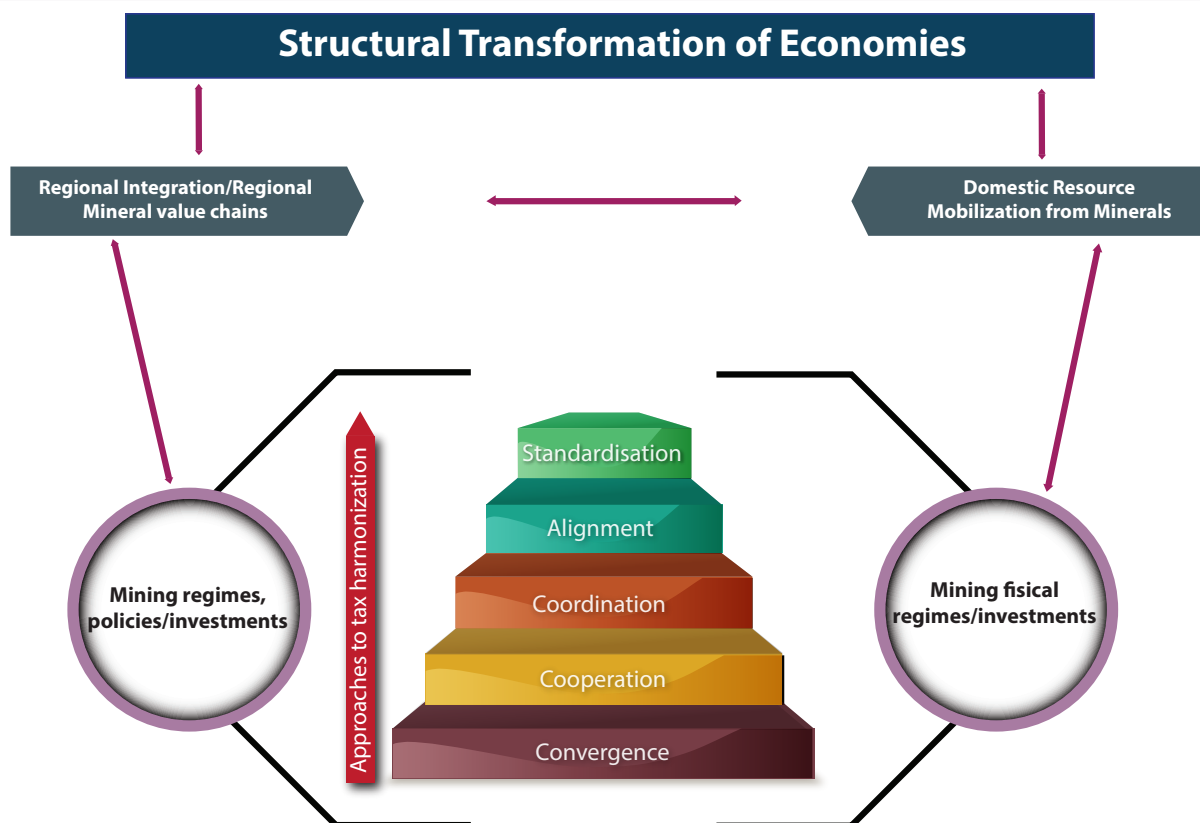 Structural Transformation of Economies
Regional Integration/Regional
Mineral value chains
Domestic Resource
Mobilization from Minerals
Approaches to tax harmonization
Standardisation
Alignment
Coordination
Cooperation
Convergence
Mining regimes,
policies/investments
Mining fisical
regimes/investments